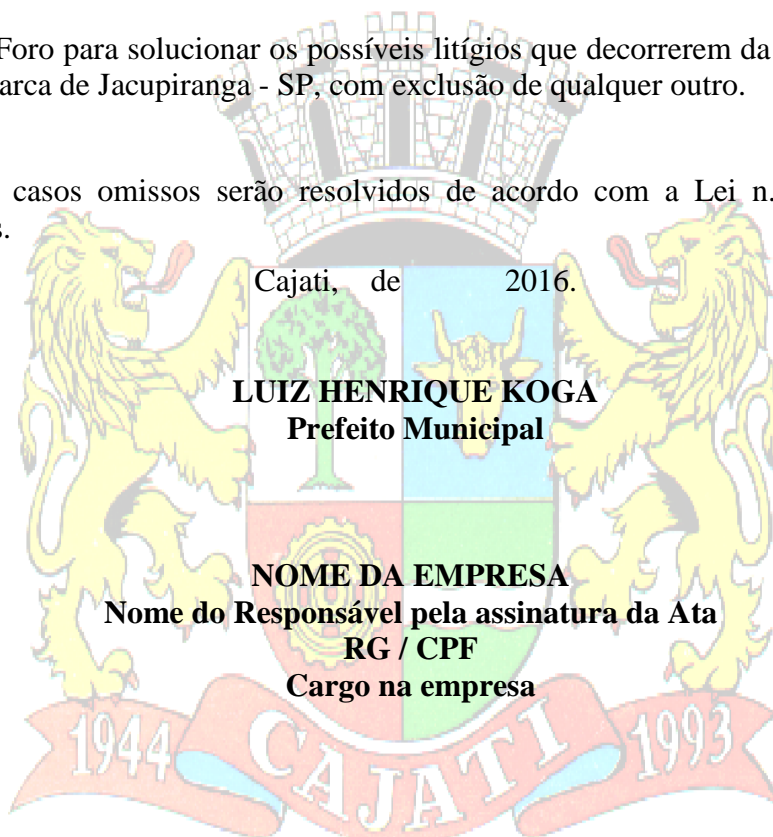 Foro para solucionar os possíveis litígios que decorrerem da
arca de Jacupiranga - SP, com exclusão de qualquer outro.
casos omissos serão resolvidos de acordo com a Lei n.
s.
Cajati, de 2016.
LUIZ HENRIQUE KOGA
Prefeito Municipal
NOME DA EMPRESA
Nome do Responsável pela assinatura da Ata
RG / CPF
Cargo na empresa
1944 CAJATI 1993